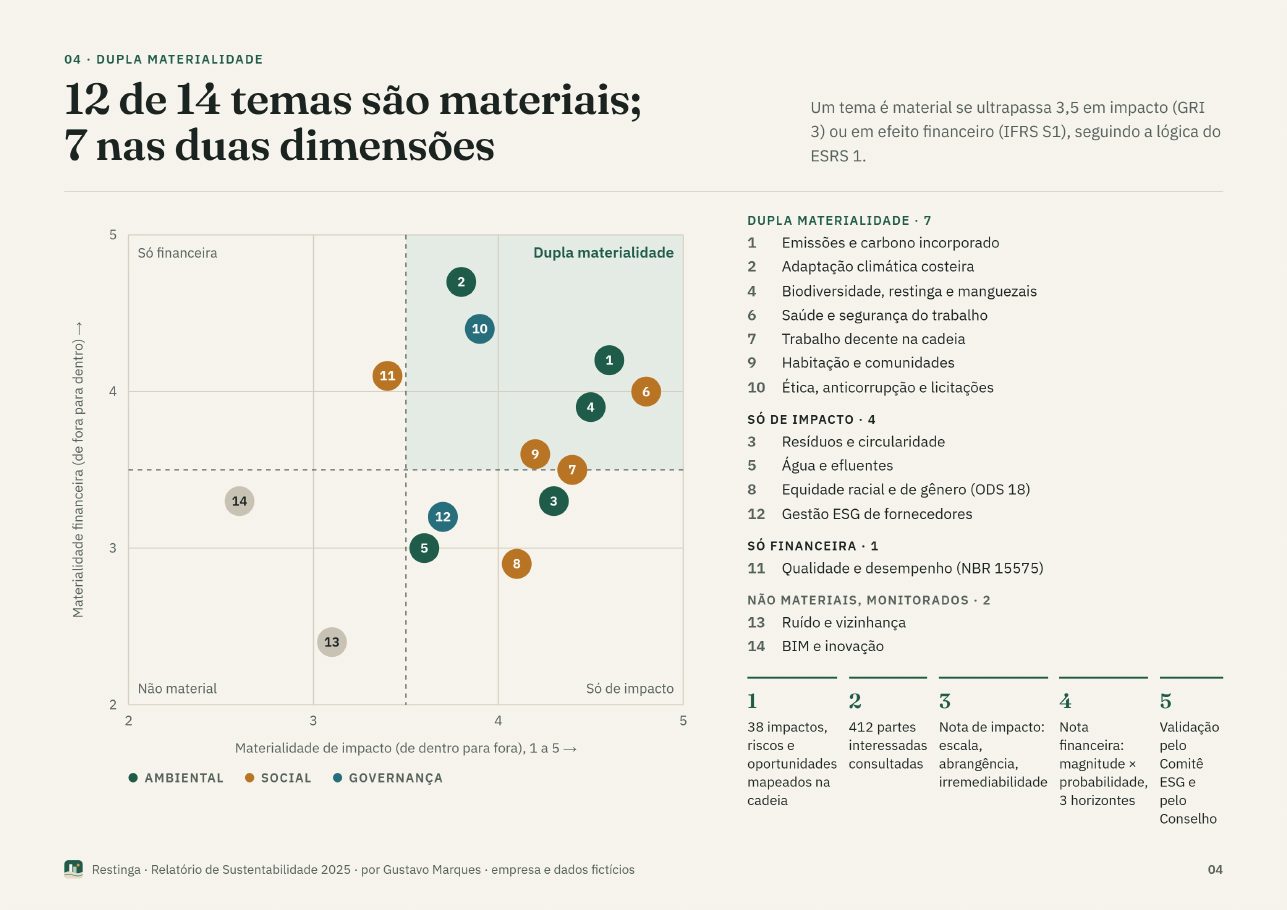 04 · DUPLA MATERIALIDADE
12 de 14 temas são materiais;
7 nas duas dimensões
Um tema é material se ultrapassa 3,5 em impacto (GRI
3) ou em efeito financeiro (IFRS S1), seguindo a lógica do
ESRS 1.
Materialidade financeira (de fora para dentro) →
5
4
3
2
Só financeira
Dupla materialidade
2
10
1
11
6
4
9
7
14
3
12
5
8
13
Não material
Só de impacto
2
3
4
5
Materialidade de impacto (de dentro para fora), 1 a 5 →
AMBIENTAL
SOCIAL
GOVERNANÇA
DUPLA MATERIALIDADE · 7
1 Emissões e carbono incorporado
2 Adaptação climática costeira
4 Biodiversidade, restinga e manguezais
6 Saúde e segurança do trabalho
7 Trabalho decente na cadeia
9 Habitação e comunidades
10 Ética, anticorrupção e licitações
SÓ DE IMPACTO · 4
3 Resíduos e circularidade
5 Água e efluentes
8 Equidade racial e de gênero (ODS 18)
12 Gestão ESG de fornecedores
SÓ FINANCEIRA · 1
11 Qualidade e desempenho (NBR 15575)
NÃO MATERIAIS, MONITORADOS · 2
13 Ruído e vizinhança
14 BIM e inovação
1
38 impactos,
riscos e
oportunidades
mapeados na
cadeia
2
412 partes
interessadas
consultadas
3
Nota de impacto:
escala,
abrangência,
irremediabilidade
4
Nota
financeira:
magnitude ×
probabilidade,
3 horizontes
5
Validação
pelo
Comitê
ESG e
pelo
Conselho
Restinga · Relatório de Sustentabilidade 2025 · por Gustavo Marques · empresa e dados fictícios
04